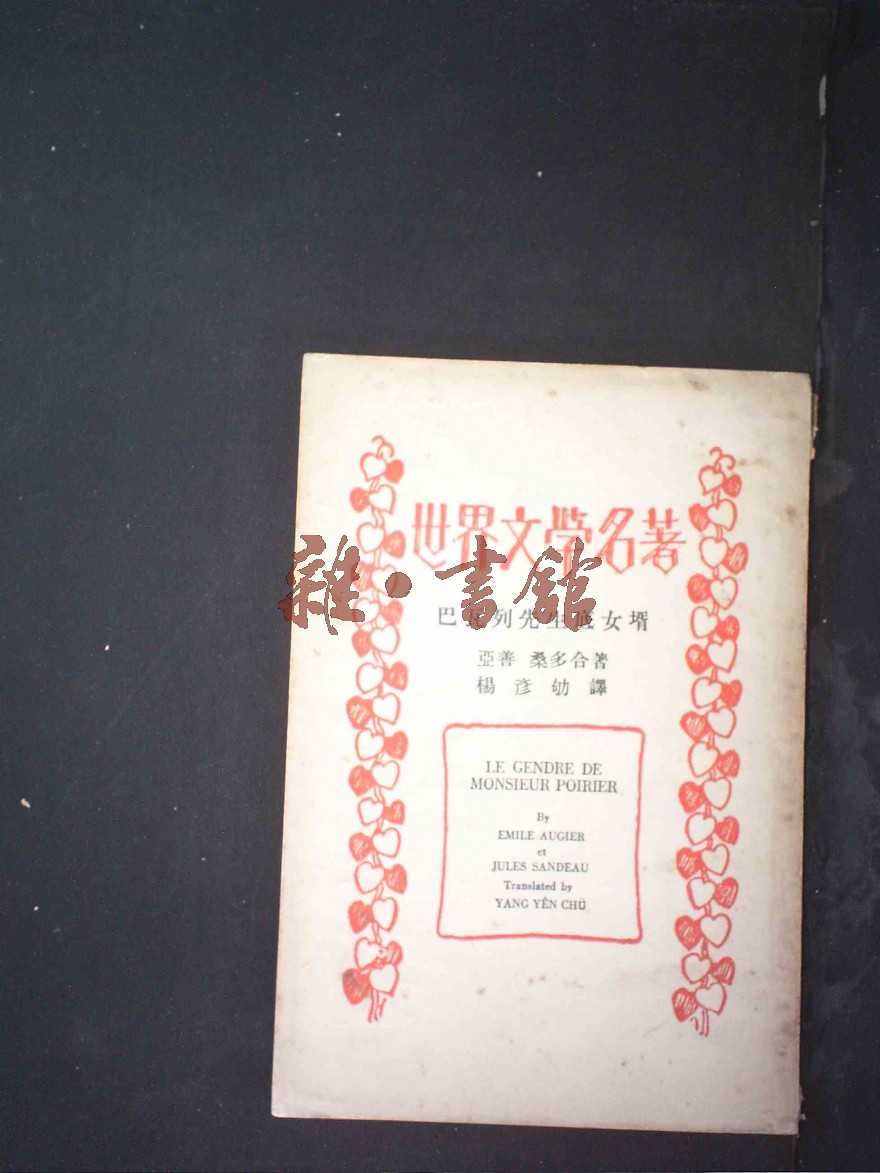 世界文學名著
雜·書館
巴 列先生 女壻
亞善 桑多合著
楊彥劬譯
LE GENDRE DE
MONSIEUR POIRIER
By
EMILE AUGIER
et
JULES SANDEAU
Translated by
YANG YÊN CHÜ